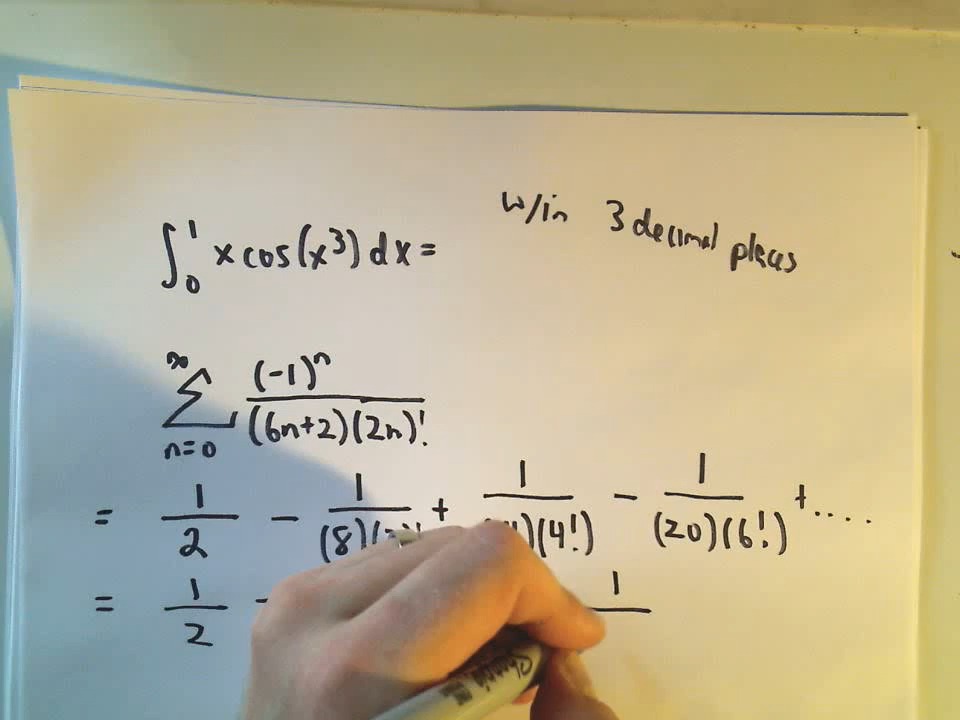 w/in 3 decimal places
∫₀¹ x cos(x³) dx =
∑_{n=0}^{∞} (-1)ⁿ / (6n+2)(2n)!
= 1/2 - 1/(8)( + 1/ )(4!) - 1/(20)(6!) + ....
= 1/2 - 1/
Sharpie